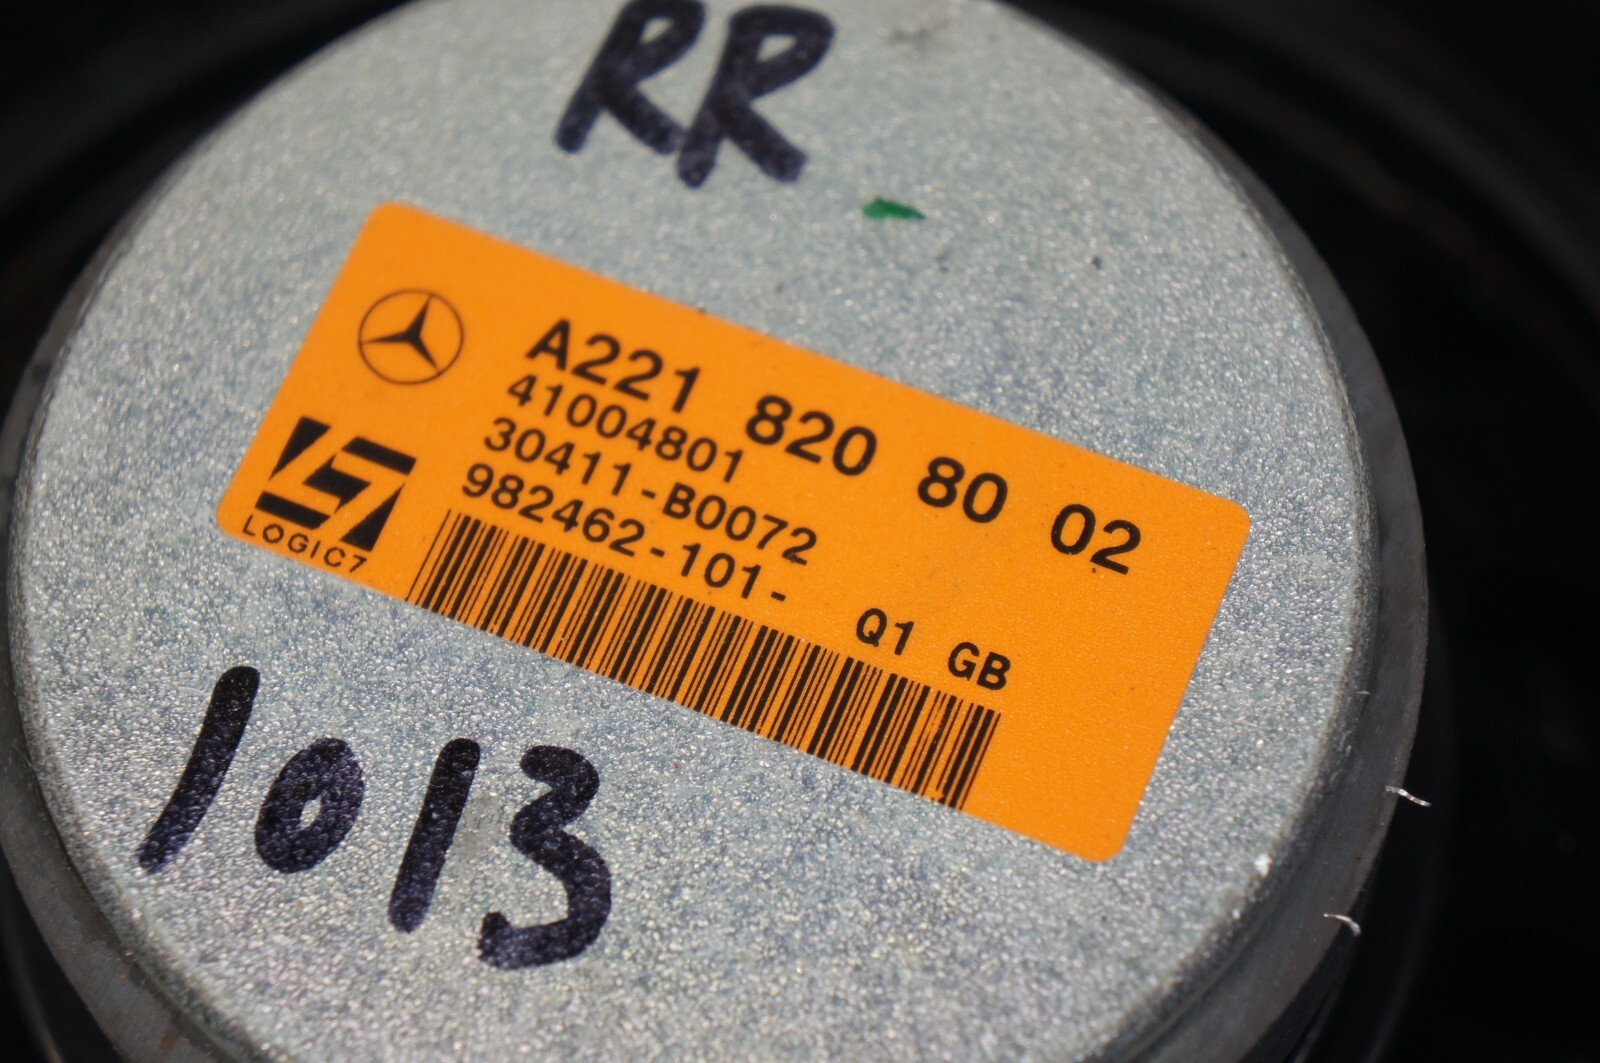 RR
A221 820 80 02
41004801
30411-B0072
982462-101-
Q1 GB
LOGIC7
1013